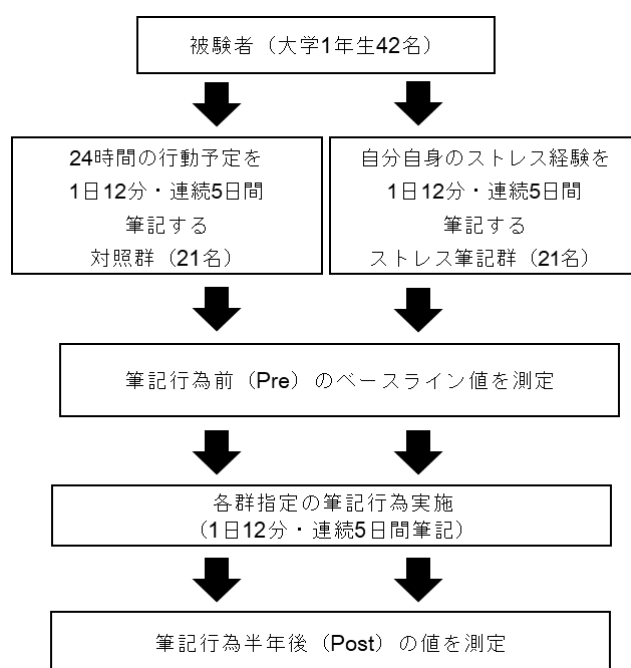 被験者（大学1年生42名）
24時間の行動予定を
1日12分・連続5日間
筆記する
対照群（21名）
自分自身のストレス経験を
1日12分・連続5日間
筆記する
ストレス筆記群（21名）
筆記行為前（Pre）のベースライン値を測定
各群指定の筆記行為実施
（1日12分・連続5日間筆記）
筆記行為半年後（Post）の値を測定